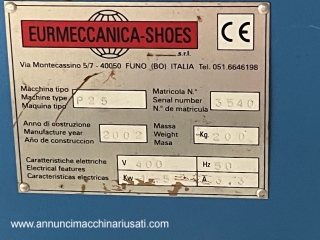 EURMECCANICA-SHOES
s.r.l.
CE
Via Montecassino 5/7 - 40050 FUNO (BO) ITALIA Tel. 051.6646198
Macchina tipo
Machine type
Maquina tipo
P25
Matricola N.°
Serial number
N.° de matricula
3540
Anno di costruzione
Manufacture year
Año de construccion
2002
Massa
Weight
Masa
Kg.
200
Caratteristiche elettriche
Electrical features
Caracteristicas electricas
V 400
Hz 50
Kw
A
www.annuncimacchinariusati.com